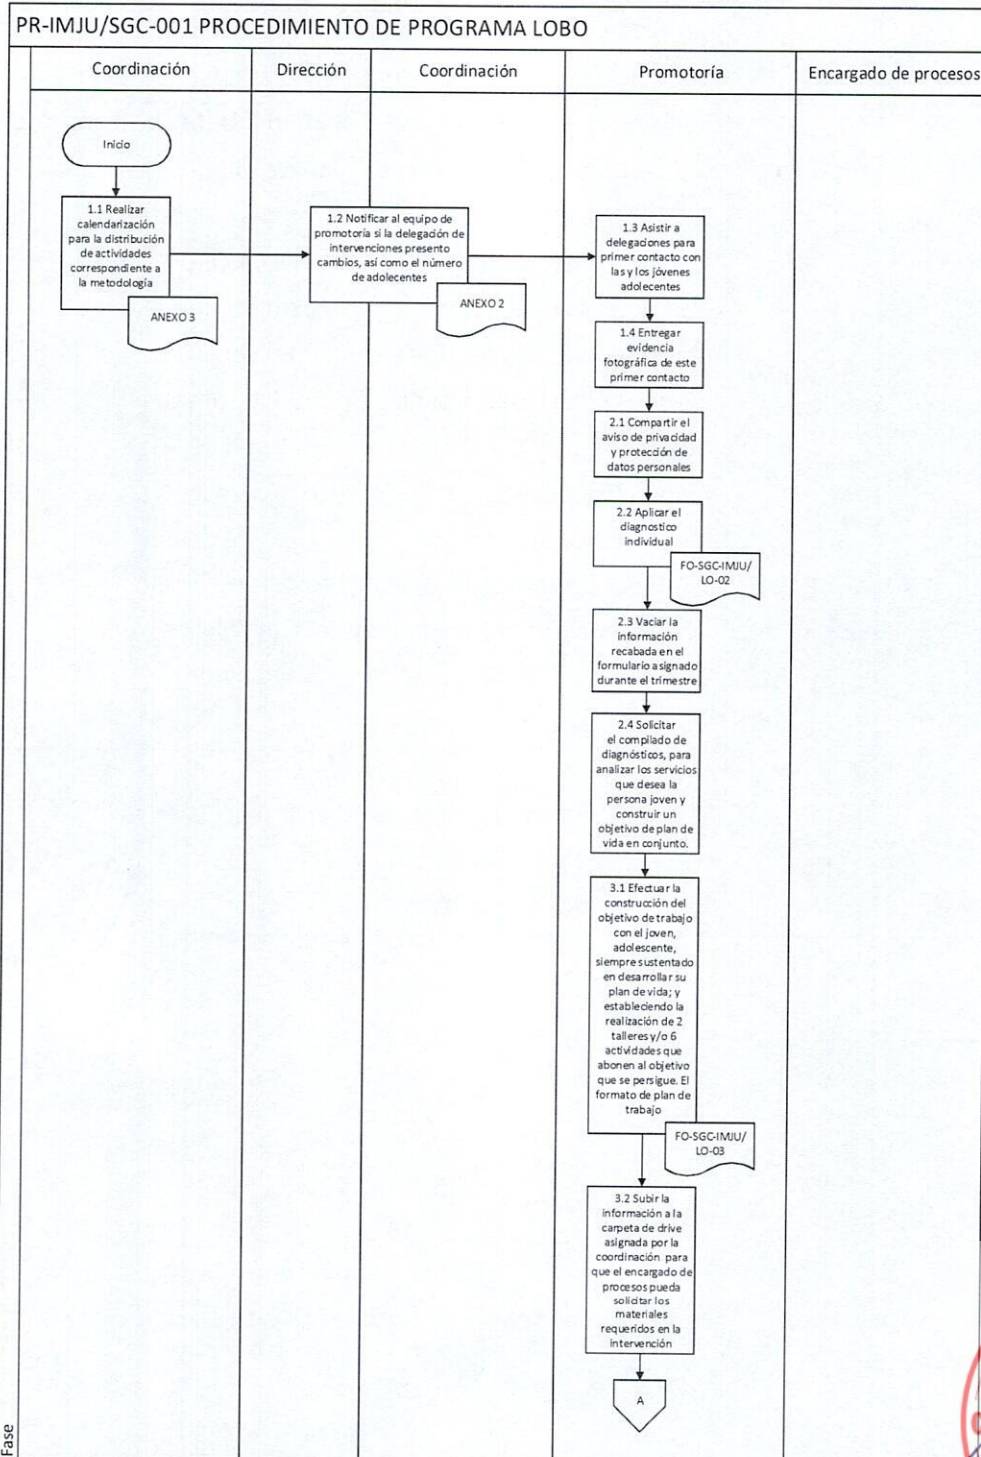 PR-IMJU/SGC-001 PROCEDIMIENTO DE PROGRAMA LOBO
Coordinación
Dirección
Coordinación
Promotoría
Encargado de procesos
Inicio
1.1 Realizar
calendarización
para la distribución
de actividades
correspondiente a
la metodología
ANEXO 3
1.2 Notificar al equipo de
promotoría si la delegación de
intervenciones presento
cambios, así como el número
de adolecentes
ANEXO 2
1.3 Asistir a
delegaciones para
primer contacto con
las y los jóvenes
adolecentes
1.4 Entregar
evidencia
fotográfica de este
primer contacto
2.1 Compartir el
aviso de privacidad
y protección de
datos personales
2.2 Aplicar el
diagnostico
individual
FO-SGC-IMJU/
LO-02
2.3 Vaciar la
información
recabada en el
formulario asignado
durante el trimestre
2.4 Solicitar
el compilado de
diagnósticos, para
analizar los servicios
que desea la
persona joven y
construir un
objetivo de plan de
vida en conjunto.
3.1 Efectuar la
construcción del
objetivo de trabajo
con el joven,
adolescente,
siempre sustentado
en desarrollar su
plan de vida; y
estableciendo la
realización de 2
talleres y/o 6
actividades que
abonen al objetivo
que se persigue. El
formato de plan de
trabajo
FO-SGC-IMJU/
LO-03
3.2 Subir la
información a la
carpeta de drive
asignada por la
coordinación para
que el encargado de
procesos pueda
solicitar los
materiales
requeridos en la
intervención
A
Fase